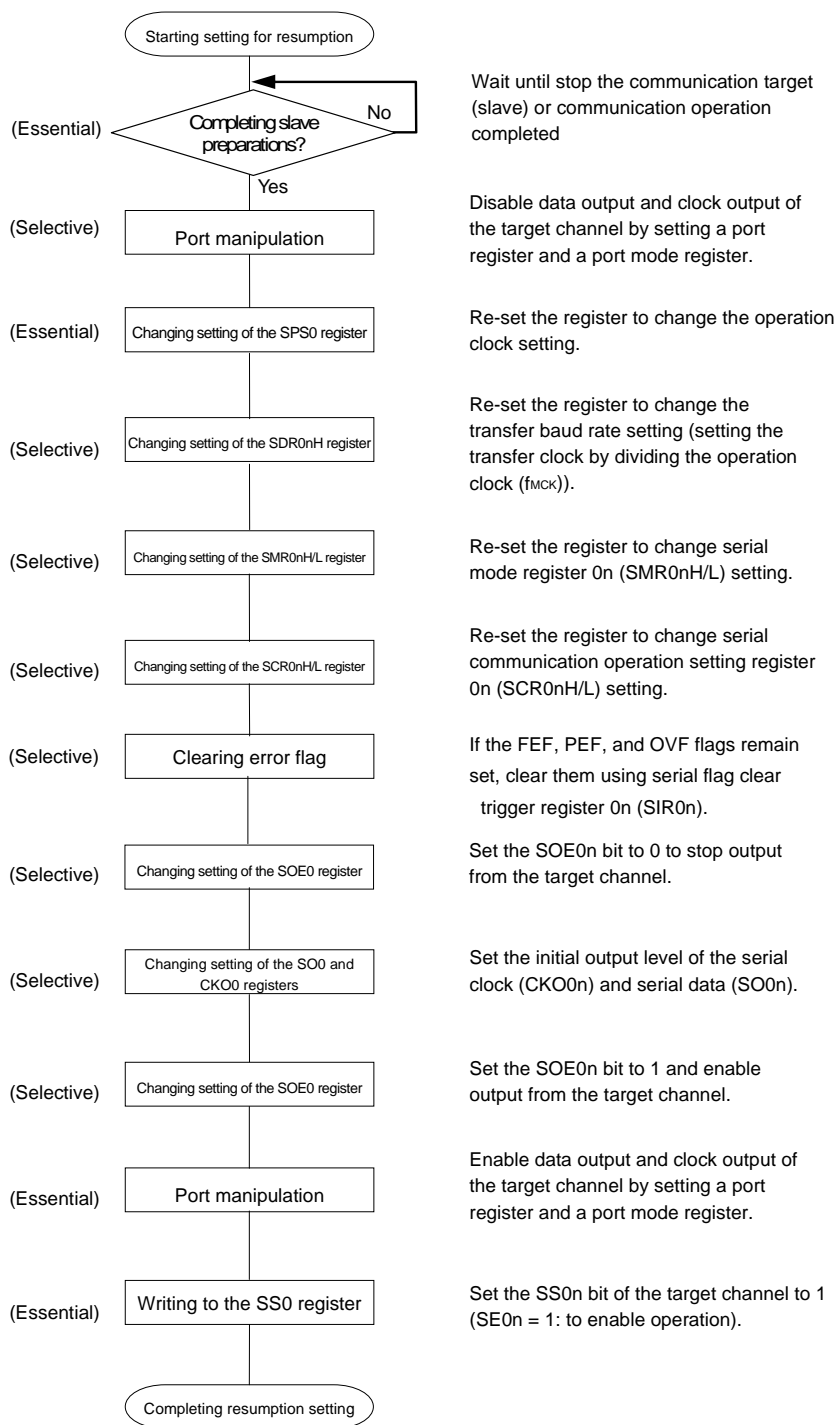 Starting setting for resumption
(Essential)
Completing slave
preparations?
No
Yes
Wait until stop the communication target
(slave) or communication operation
completed
(Selective)
Port manipulation
Disable data output and clock output of
the target channel by setting a port
register and a port mode register.
(Essential)
Changing setting of the SPS0 register
Re-set the register to change the operation
clock setting.
(Selective)
Changing setting of the SDR0nH register
Re-set the register to change the
transfer baud rate setting (setting the
transfer clock by dividing the operation
clock (fMCK)).
(Selective)
Changing setting of the SMR0nH/L register
Re-set the register to change serial
mode register 0n (SMR0nH/L) setting.
(Selective)
Changing setting of the SCR0nH/L register
Re-set the register to change serial
communication operation setting register
0n (SCR0nH/L) setting.
(Selective)
Clearing error flag
If the FEF, PEF, and OVF flags remain
set, clear them using serial flag clear
trigger register 0n (SIR0n).
(Selective)
Changing setting of the SOE0 register
Set the SOE0n bit to 0 to stop output
from the target channel.
(Selective)
Changing setting of the SO0 and
CKO0 registers
Set the initial output level of the serial
clock (CKO0n) and serial data (SO0n).
(Selective)
Changing setting of the SOE0 register
Set the SOE0n bit to 1 and enable
output from the target channel.
(Essential)
Port manipulation
Enable data output and clock output of
the target channel by setting a port
register and a port mode register.
(Essential)
Writing to the SS0 register
Set the SS0n bit of the target channel to 1
(SE0n = 1: to enable operation).
Completing resumption setting